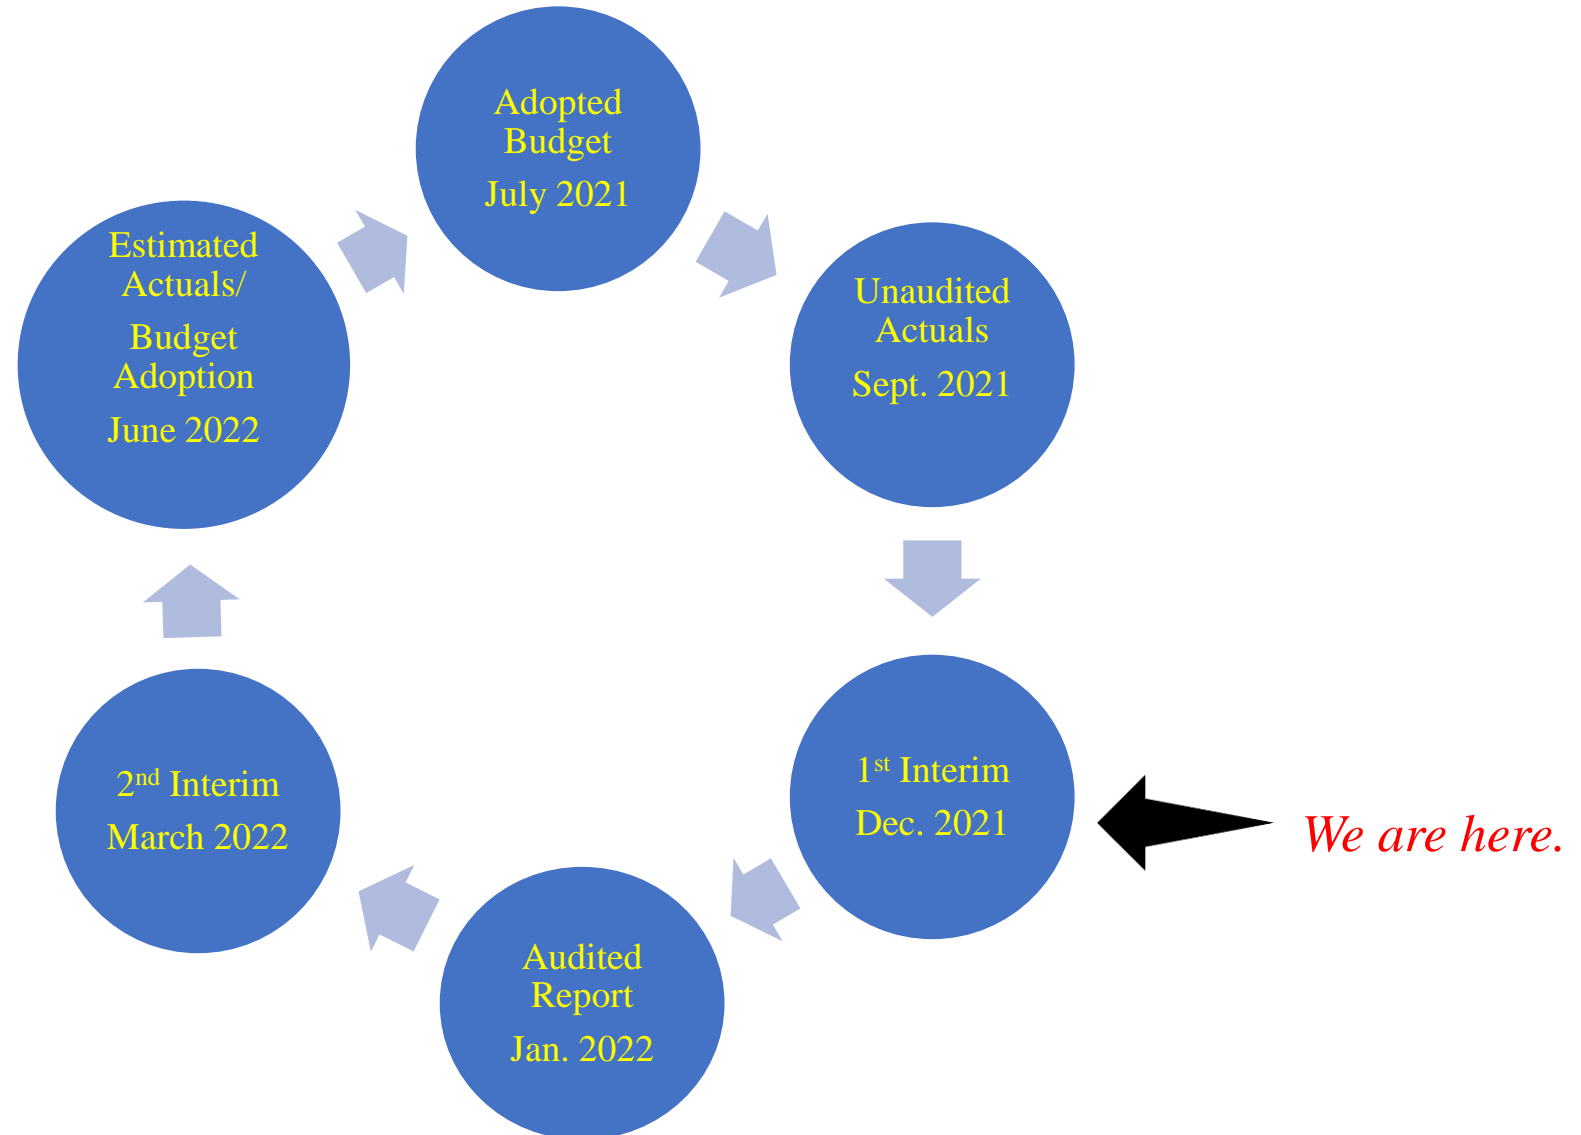 Adopted
Budget
July 2021
Unaudited
Actuals
Sept. 2021
1st Interim
Dec. 2021
We are here.
Audited
Report
Jan. 2022
2nd Interim
March 2022
Estimated
Actuals/
Budget
Adoption
June 2022